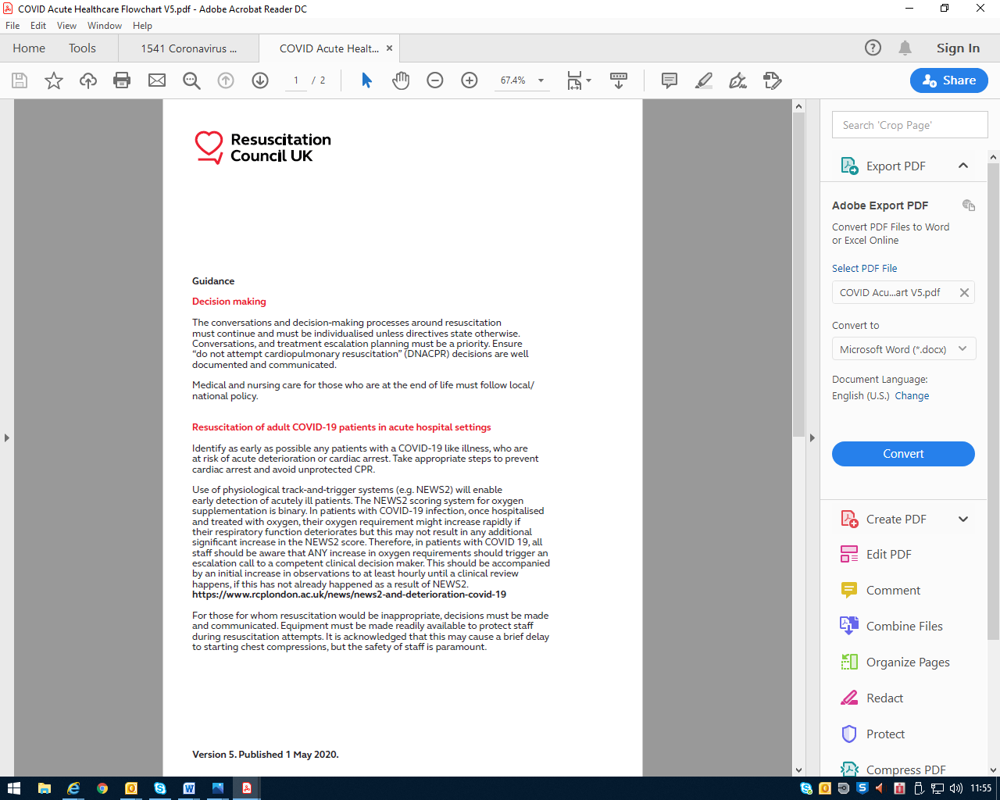 COVID Acute Healthcare Flowchart V5.pdf - Adobe Acrobat Reader DC
File Edit View Window Help
Home Tools 1541 Coronavirus ... COVID Acute Healt... Sign In
1 / 2 67.4% Share
Resuscitation
Council UK
Guidance
Decision making
The conversations and decision-making processes around resuscitation
must continue and must be individualised unless directives state otherwise.
Conversations, and treatment escalation planning must be a priority. Ensure
“do not attempt cardiopulmonary resuscitation” (DNACPR) decisions are well
documented and communicated.
Medical and nursing care for those who are at the end of life must follow local/
national policy.
Resuscitation of adult COVID-19 patients in acute hospital settings
Identify as early as possible any patients with a COVID-19 like illness, who are
at risk of acute deterioration or cardiac arrest. Take appropriate steps to prevent
cardiac arrest and avoid unprotected CPR.
Use of physiological track-and-trigger systems (e.g. NEWS2) will enable
early detection of acutely ill patients. The NEWS2 scoring system for oxygen
supplementation is binary. In patients with COVID-19 infection, once hospitalised
and treated with oxygen, their oxygen requirement might increase rapidly if
their respiratory function deteriorates but this may not result in any additional
significant increase in the NEWS2 score. Therefore, in patients with COVID 19, all
staff should be aware that ANY increase in oxygen requirements should trigger an
escalation call to a competent clinical decision maker. This should be accompanied
by an initial increase in observations to at least hourly until a clinical review
happens, if this has not already happened as a result of NEWS2.
https://www.rcplondon.ac.uk/news/news2-and-deterioration-covid-19
For those for whom resuscitation would be inappropriate, decisions must be made
and communicated. Equipment must be made readily available to protect staff
during resuscitation attempts. It is acknowledged that this may cause a brief delay
to starting chest compressions, but the safety of staff is paramount.
Version 5. Published 1 May 2020.
Search 'Crop Page'
Export PDF
Adobe Export PDF
Convert PDF Files to Word
or Excel Online
Select PDF File
COVID Acu...art V5.pdf
Convert to
Microsoft Word (*.docx)
Document Language:
English (U.S.) Change
Convert
Create PDF
Edit PDF
Comment
Combine Files
Organize Pages
Redact
Protect
Compress PDF
11:55